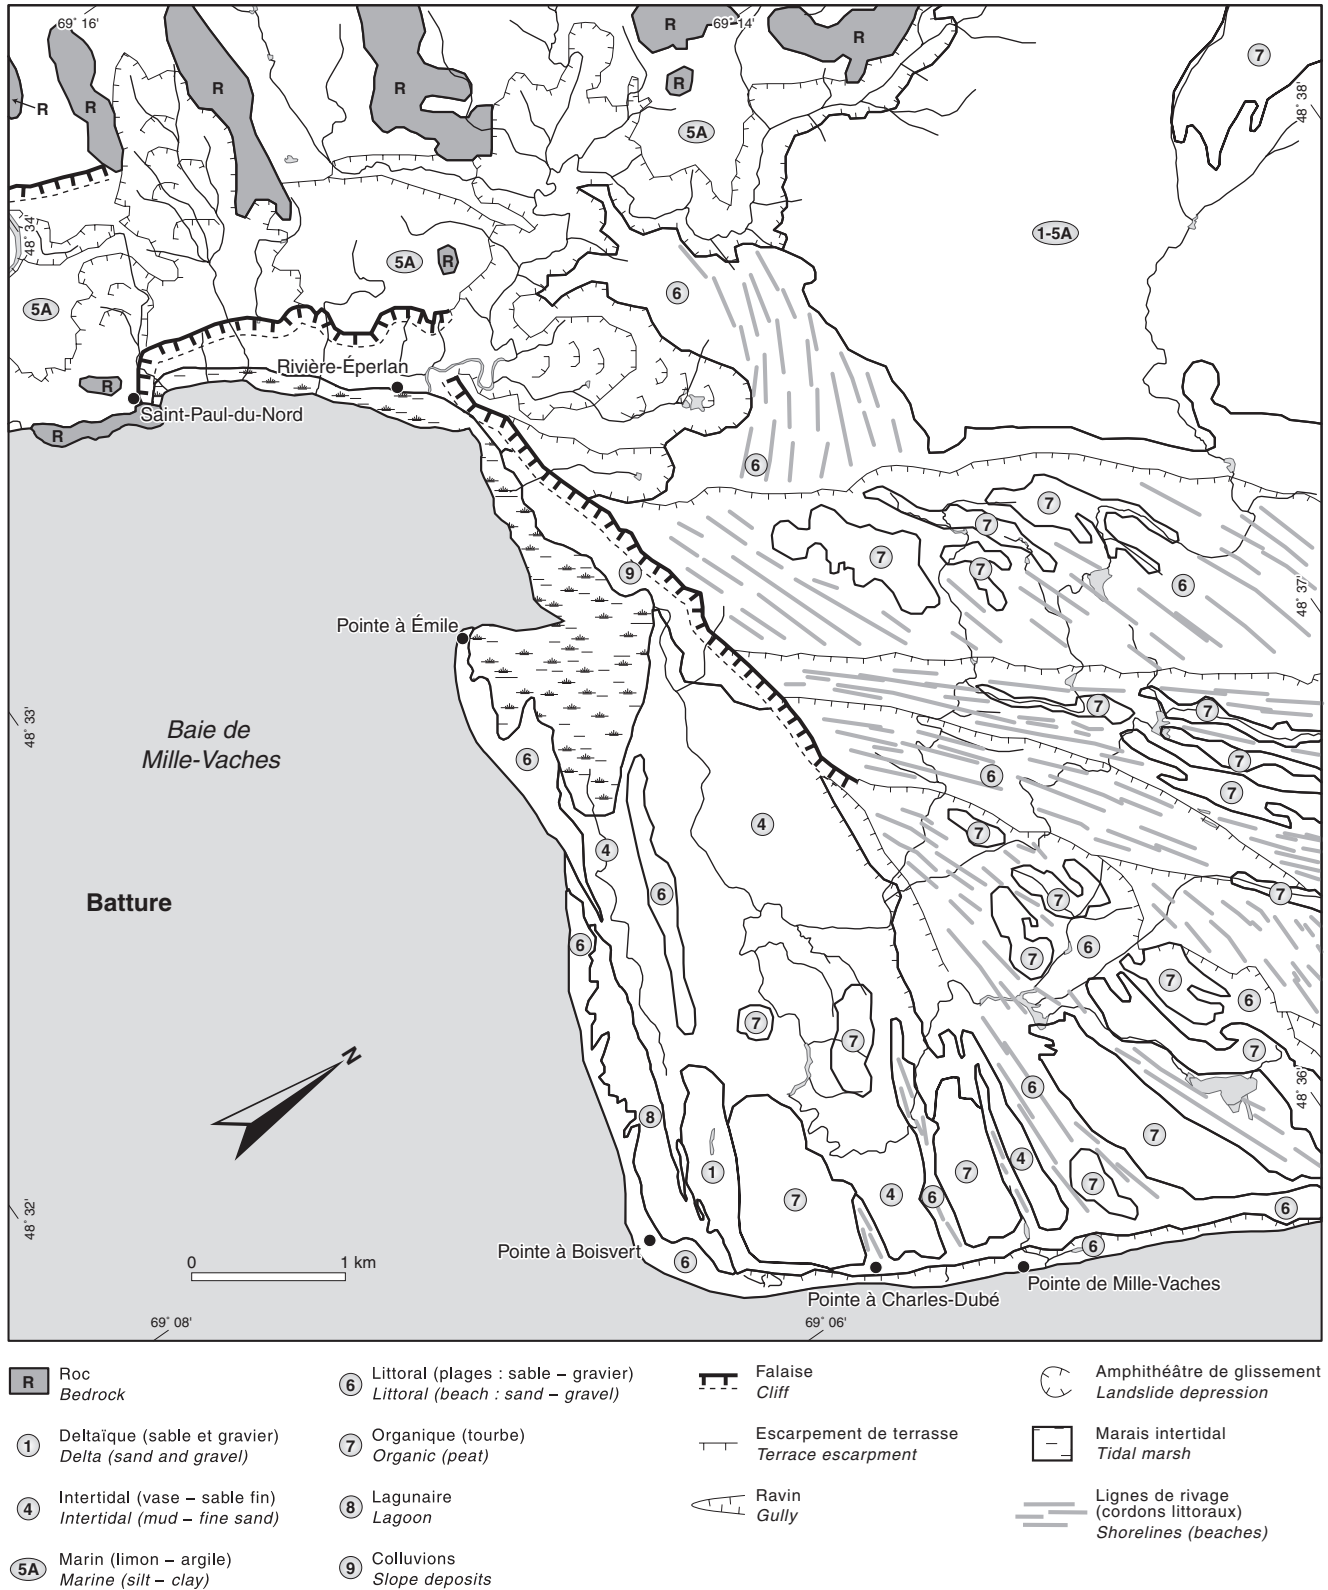 69° 16'
69° 14'
R
R
R
R
R
R
R
R
7
48° 38'
5A
48° 34'
1-5A
5A
R
6
5A
Rivière-Éperlan
R
Saint-Paul-du-Nord
R
6
7
7
7
7
6
9
48° 37'
Pointe à Émile
7
7
48° 33'
Baie de
Mille-Vaches
6
6
7
7
4
7
4
6
7
7
7
Batture
6
6
7
7
6
7
7
7
N
6
48° 36'
8
7
4
1
7
7
7
4
6
6
48° 32'
Pointe à Boisvert
6
6
0 1 km
Pointe à Charles-Dubé
Pointe de Mille-Vaches
69° 08'
69° 06'
R Roc
Bedrock
1 Deltaïque (sable et gravier)
Delta (sand and gravel)
4 Intertidal (vase – sable fin)
Intertidal (mud – fine sand)
5A Marin (limon – argile)
Marine (silt – clay)
6 Littoral (plages : sable – gravier)
Littoral (beach : sand – gravel)
7 Organique (tourbe)
Organic (peat)
8 Lagunaire
Lagoon
9 Colluvions
Slope deposits
Falaise
Cliff
Escarpement de terrasse
Terrace escarpment
Ravin
Gully
Amphithéâtre de glissement
Landslide depression
Marais intertidal
Tidal marsh
Lignes de rivage
(cordons littoraux)
Shorelines (beaches)